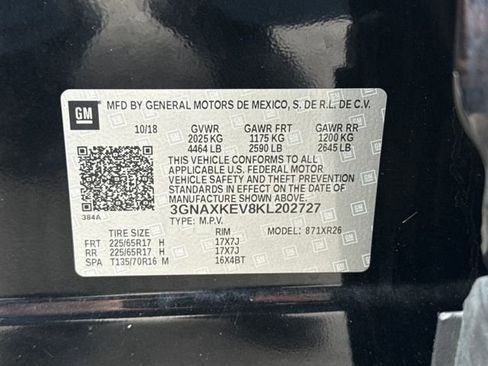 GM
MFD BY GENERAL MOTORS DE MEXICO, S. DE R.L. DE C.V.
10/18 GVWR GAWR FRT GAWR RR
2025 KG 1175 KG 1200 KG
4464 LB 2590 LB 2645 LB
THIS VEHICLE CONFORMS TO ALL
APPLICABLE U.S. FEDERAL MOTOR
VEHICLE SAFETY AND THEFT PREVENTION
STANDARDS IN EFFECT ON THE DATE OF
MANUFACTURE SHOWN ABOVE.
384A 3GNAXKEV8KL202727
TYPE: M.P.V.
TIRE SIZE RIM MODEL: 871XR26
FRT 225/65R17 H 17X7J
RR 225/65R17 H 17X7J
SPA T135/70R16 M 16X4BT